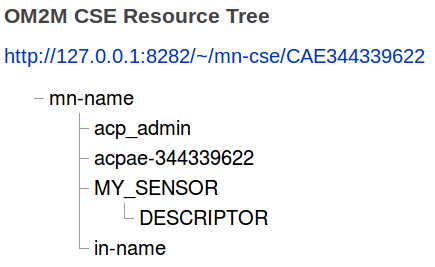 OM2M CSE Resource Tree
http://127.0.0.1:8282/~/mn-cse/CAE344339622
mn-name
acp_admin
acpae-344339622
MY_SENSOR
DESCRIPTOR
in-name